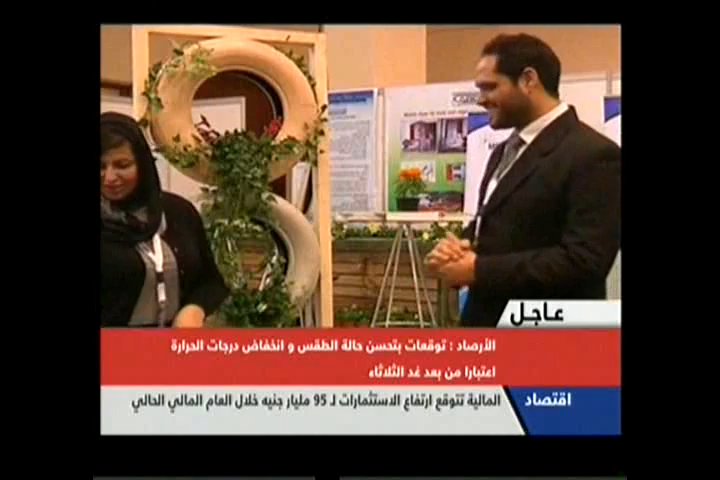 عاجل
الأرصاد : توقعات بتحسن حالة الطقس و انخفاض درجات الحرارة
اعتبارا من بعد غد الثلاثاء
اقتصاد
المالية تتوقع ارتفاع الاستثمارات لـ 95 مليار جنيه خلال العام المالي الحالي